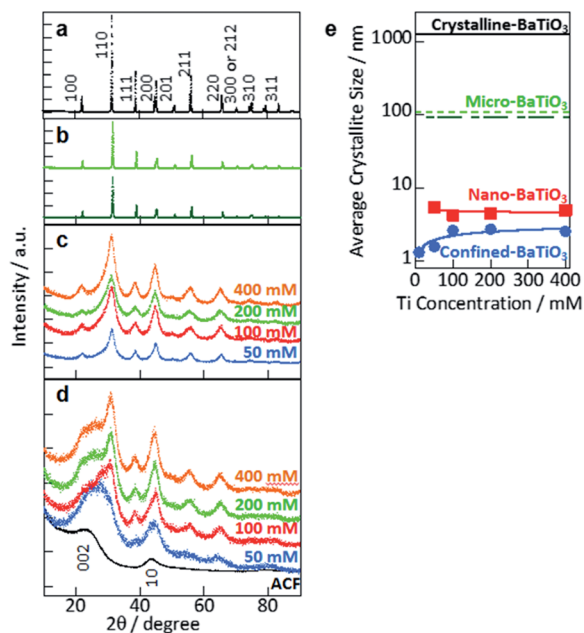 a
100
110
111
200
201
211
220
300 or 212
310
311
b
c
400 mM
200 mM
100 mM
50 mM
d
400 mM
200 mM
100 mM
50 mM
002
10
ACF
20 40 60 80
2θ / degree
Intensity / a.u.
e
Crystalline-BaTiO3
1000
Micro-BaTiO3
100
Nano-BaTiO3
10
Confined-BaTiO3
1
0 100 200 300 400
Ti Concentration / mM
Average Crystallite Size / nm